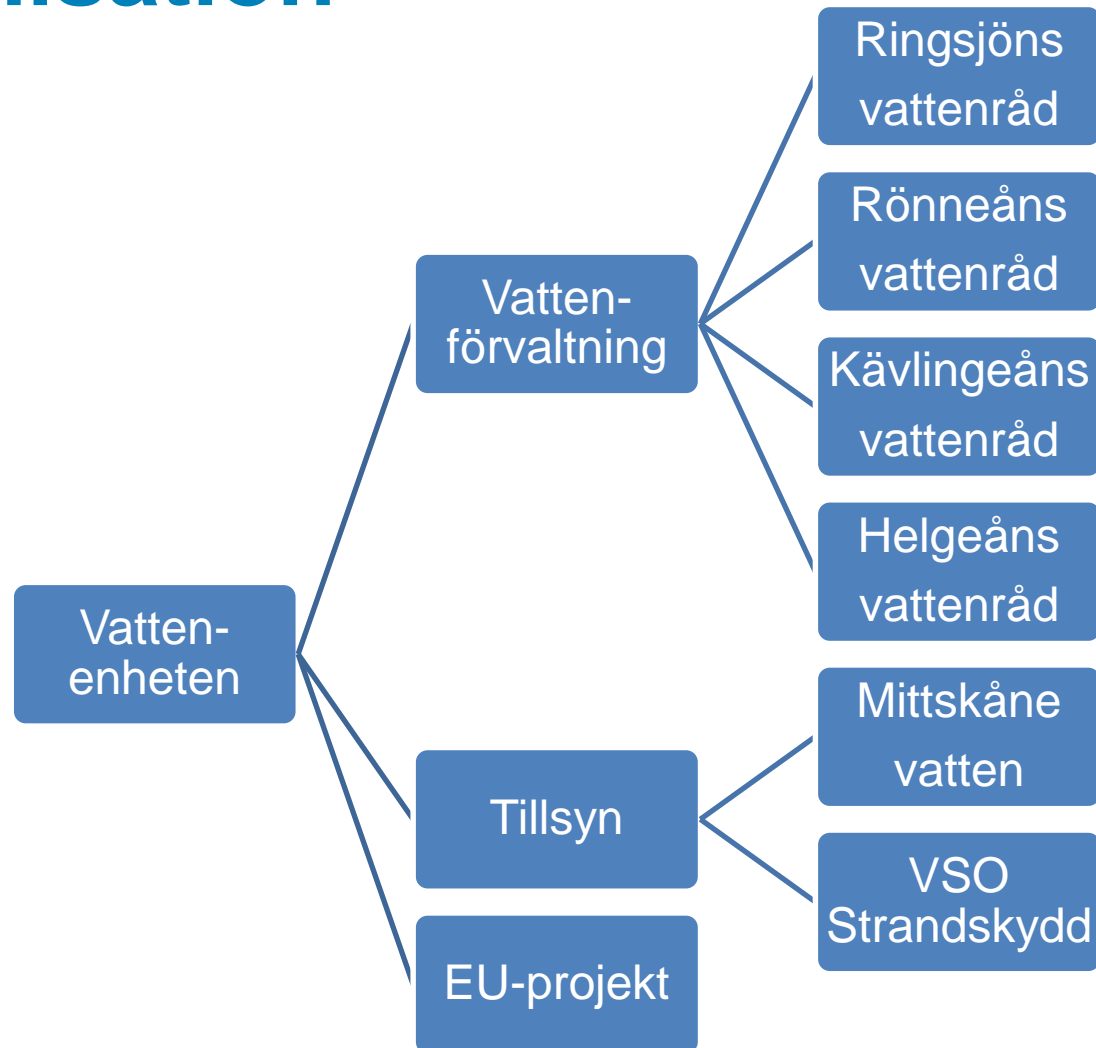 Ringsjöns
vattenråd
Rönneåns
vattenråd
Vatten-
förvaltning
Kävlingeåns
vattenråd
Helgeåns
vattenråd
Vatten-
enheten
Mittskåne
vatten
Tillsyn
VSO
Strandskydd
EU-projekt